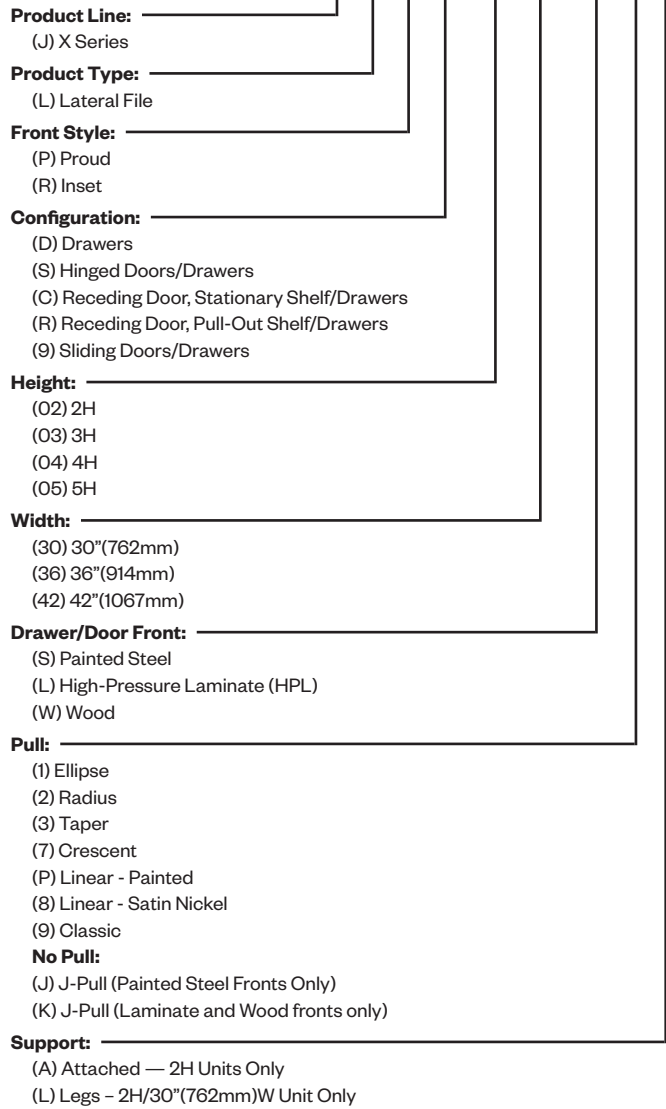 Product Line:
(J) X Series
Product Type:
(L) Lateral File
Front Style:
(P) Proud
(R) Inset
Configuration:
(D) Drawers
(S) Hinged Doors/Drawers
(C) Receding Door, Stationary Shelf/Drawers
(R) Receding Door, Pull-Out Shelf/Drawers
(9) Sliding Doors/Drawers
Height:
(02) 2H
(03) 3H
(04) 4H
(05) 5H
Width:
(30) 30”(762mm)
(36) 36”(914mm)
(42) 42”(1067mm)
Drawer/Door Front:
(S) Painted Steel
(L) High-Pressure Laminate (HPL)
(W) Wood
Pull:
(1) Ellipse
(2) Radius
(3) Taper
(7) Crescent
(P) Linear - Painted
(8) Linear - Satin Nickel
(9) Classic
No Pull:
(J) J-Pull (Painted Steel Fronts Only)
(K) J-Pull (Laminate and Wood fronts only)
Support:
(A) Attached — 2H Units Only
(L) Legs – 2H/30”(762mm)W Unit Only